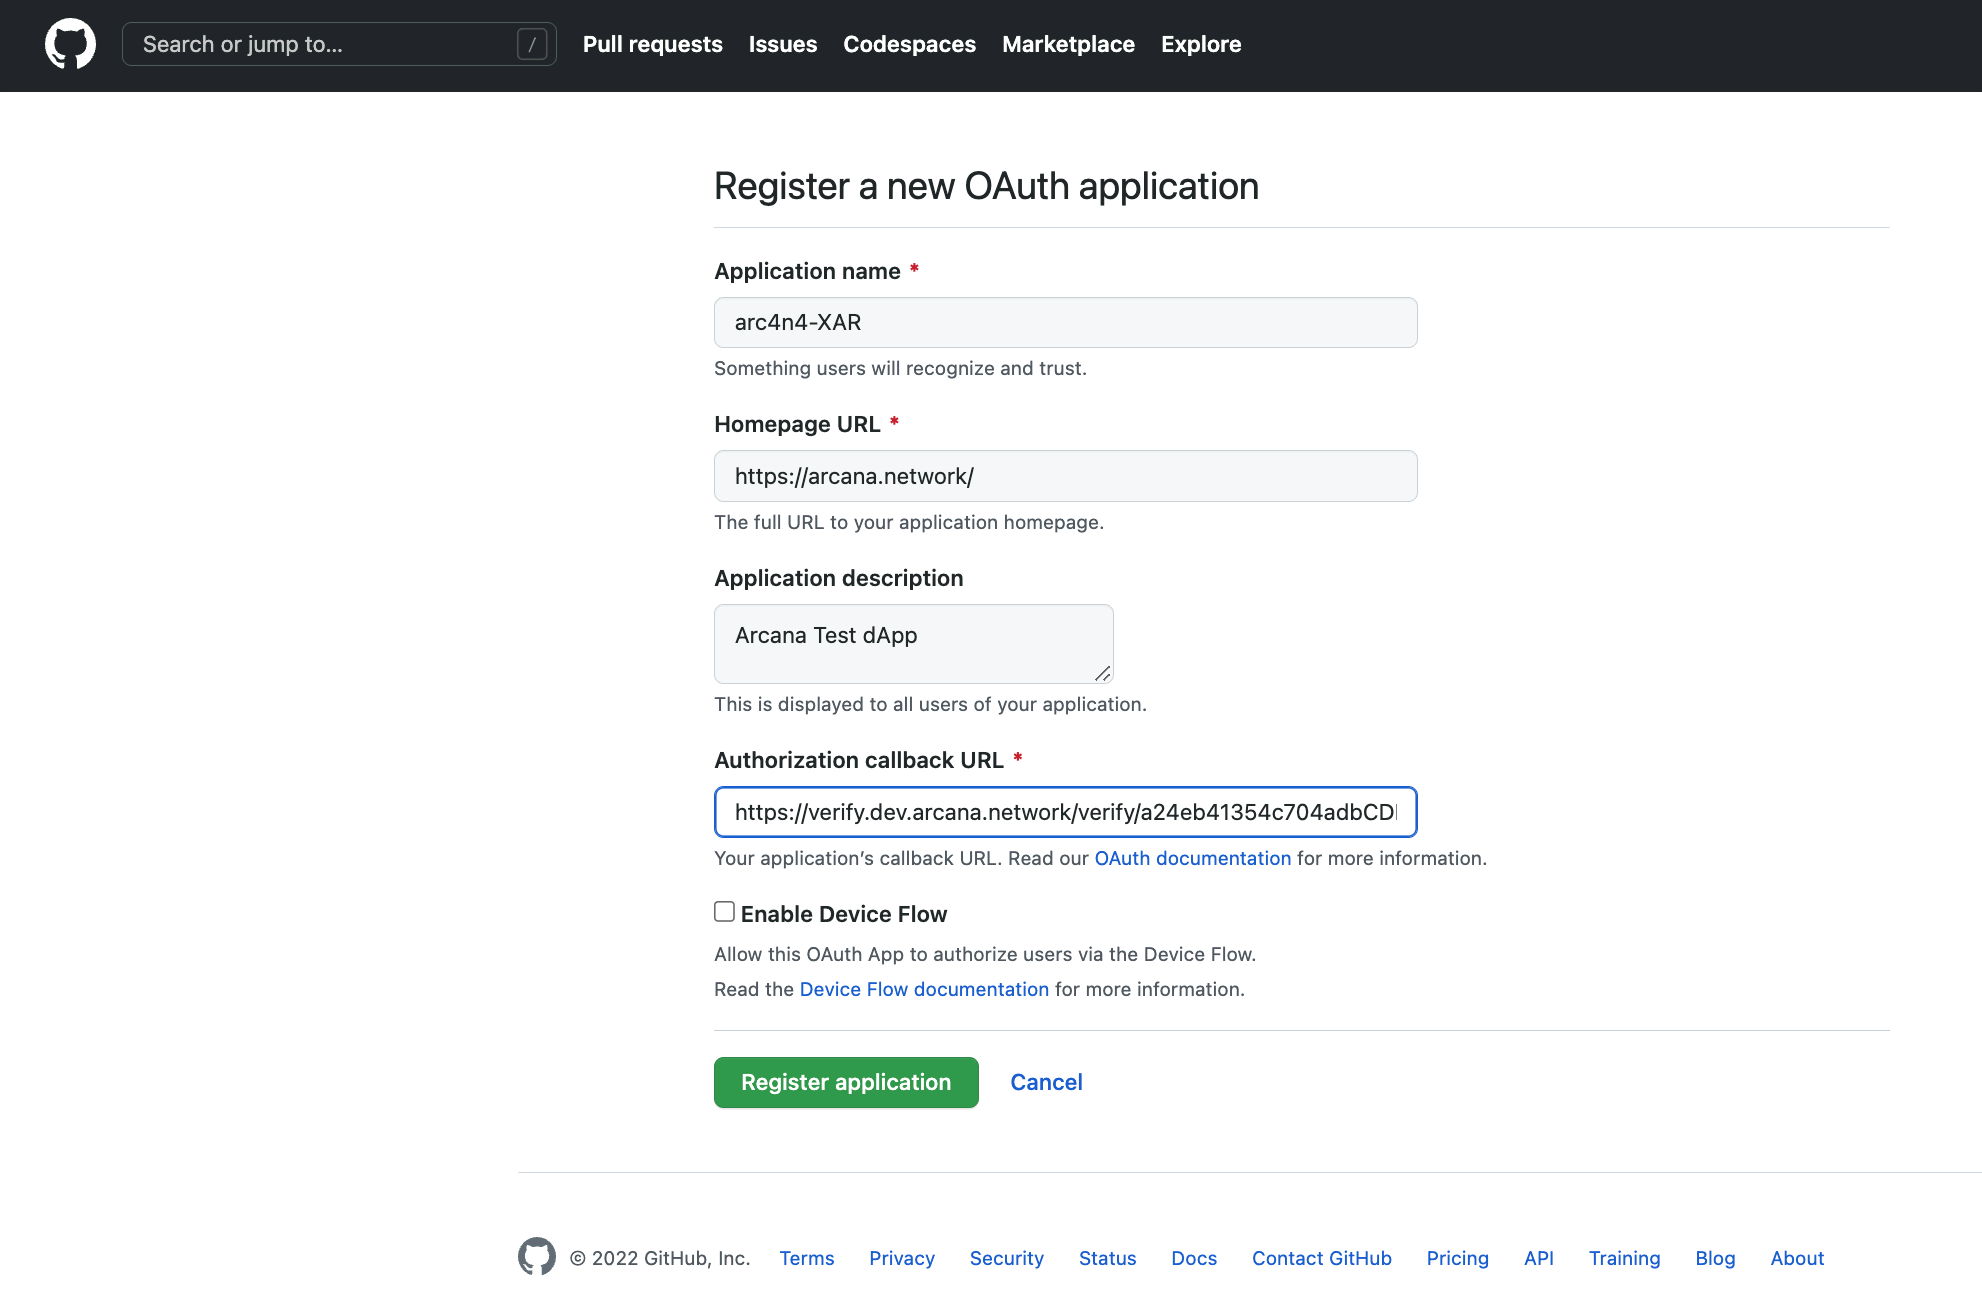 Search or jump to... / Pull requests Issues Codespaces Marketplace Explore
Register a new OAuth application
Application name *
arc4n4-XAR
Something users will recognize and trust.
Homepage URL *
https://arcana.network/
The full URL to your application homepage.
Application description
Arcana Test dApp
This is displayed to all users of your application.
Authorization callback URL *
https://verify.dev.arcana.network/verify/a24eb41354c704adbCD
Your application’s callback URL. Read our OAuth documentation for more information.
Enable Device Flow
Allow this OAuth App to authorize users via the Device Flow.
Read the Device Flow documentation for more information.
Register application Cancel
© 2022 GitHub, Inc. Terms Privacy Security Status Docs Contact GitHub Pricing API Training Blog About